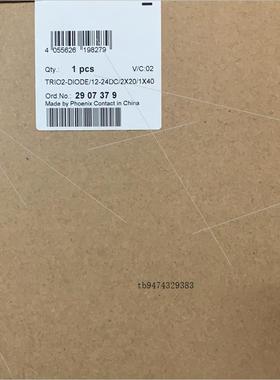 4 055626 198279
Qty.: 1 pcs V/C:02
TRIO2-DIODE/12-24DC/2X20/1X40
Ord.No.: 29 07 37 9
Made by Phoenix Contact in China
tb9474329383